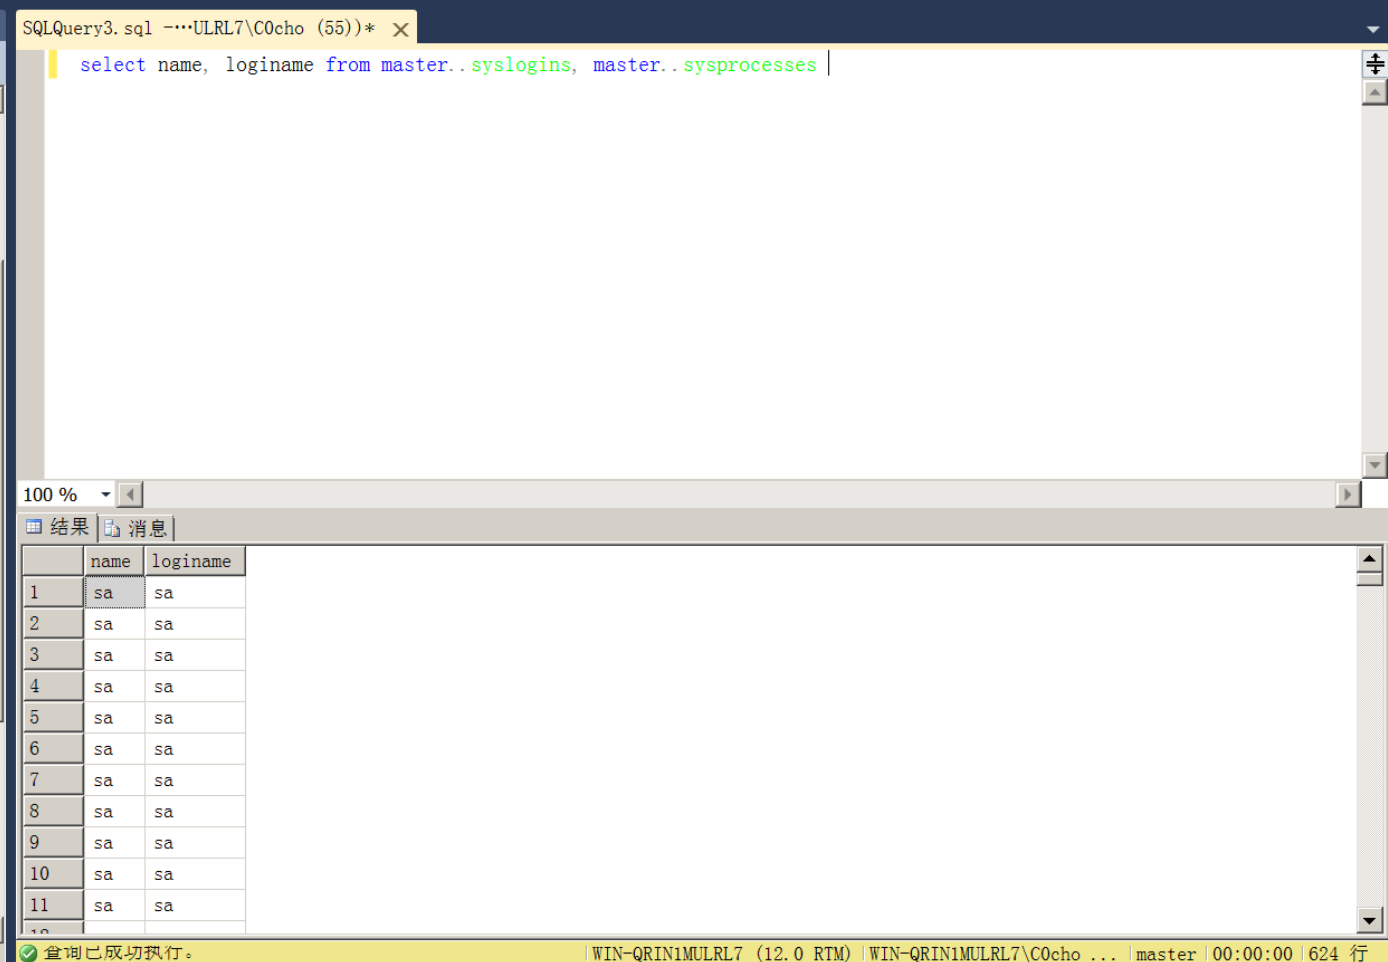 SQLQuery3.sql -...ULRL7\C0cho (55))*
select name, loginame from master..syslogins, master..sysprocesses
100 %
结果 消息
name loginame
1 sa sa
2 sa sa
3 sa sa
4 sa sa
5 sa sa
6 sa sa
7 sa sa
8 sa sa
9 sa sa
10 sa sa
11 sa sa
查询已成功执行。 WIN-QRIN1MULRL7 (12.0 RTM) WIN-QRIN1MULRL7\C0cho ... master 00:00:00 624 行